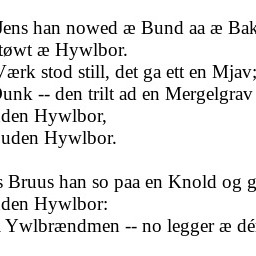 Jens han nowed æ Bund aa æ Bak
tøwt æ Hywlbor.
Værk stod still, det ga ett en Mjav;
Dunk -- den trilt ad en Mergelgrav
den Hywlbor,
uden Hywlbor.
s Bruus han so paa en Knold og g
den Hywlbor:
Ywlbrændmen -- no legger æ dé